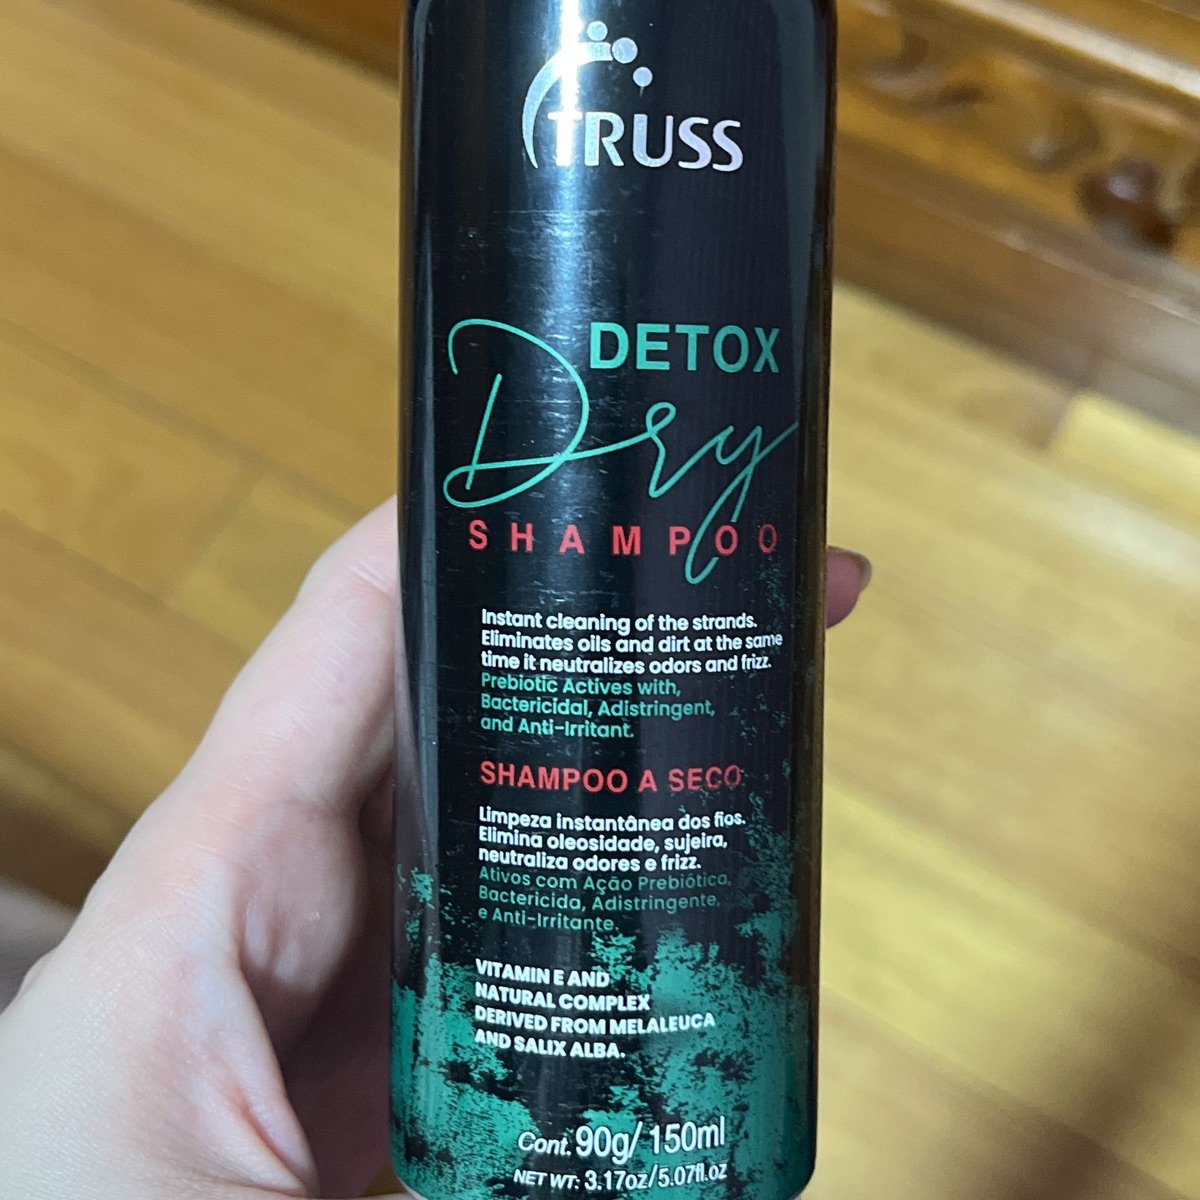 TRUSS
DETOX
Dry
SHAMPOO
Instant cleaning of the strands.
Eliminates oils and dirt at the same
time it neutralizes odors and frizz.
Prebiotic Actives with,
Bactericidal, Adistringent,
and Anti-Irritant.
SHAMPOO A SECO
Limpeza instantânea dos fios.
Elimina oleosidade, sujeira,
neutraliza odores e frizz.
Ativos com Ação Prebiótica,
Bactericida, Adistringente,
e Anti-Irritante.
VITAMIN E AND
NATURAL COMPLEX
DERIVED FROM MELALEUCA
AND SALIX ALBA.
Cont. 90g/150ml
NET WT: 3.17oz/5.07fl.oz